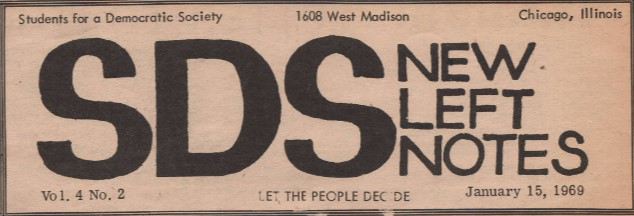 Students for a Democratic Society 1608 West Madison Chicago, Illinois
SDS NEW LEFT NOTES
Vol. 4 No. 2 LET THE PEOPLE DECIDE January 15, 1969